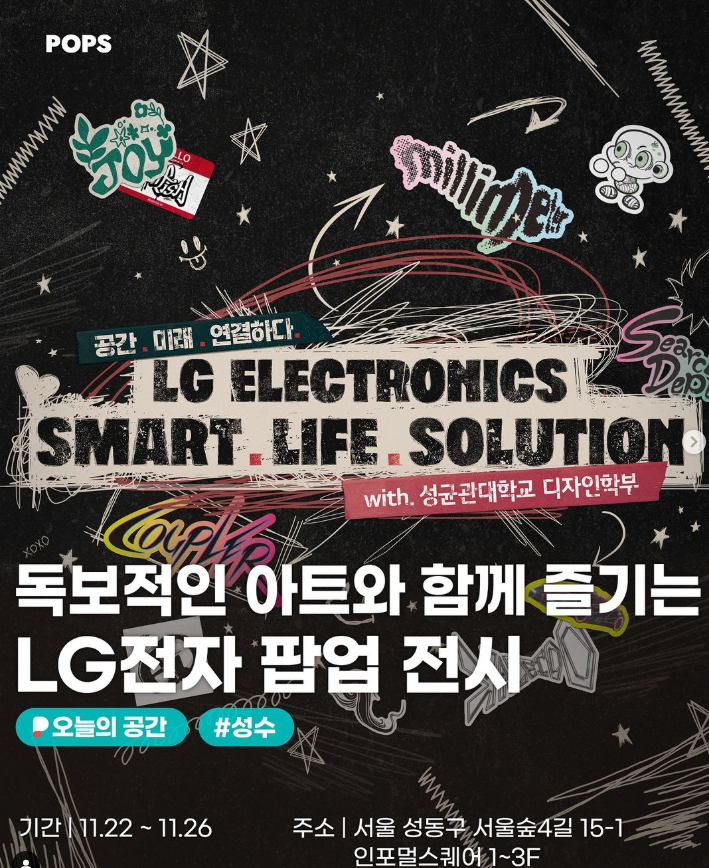 POPS
JOY
millimeter
공간 . 미래 . 연결하다.
LG ELECTRONICS
SMART . LIFE . SOLUTION
with. 성균관대학교 디자인학부
COUPLER
XOXO
독보적인 아트와 함께 즐기는
LG전자 팝업 전시
오늘의 공간
#성수
기간 | 11.22 ~ 11.26
주소 | 서울 성동구 서울숲4길 15-1
인포멀스퀘어 1~3F